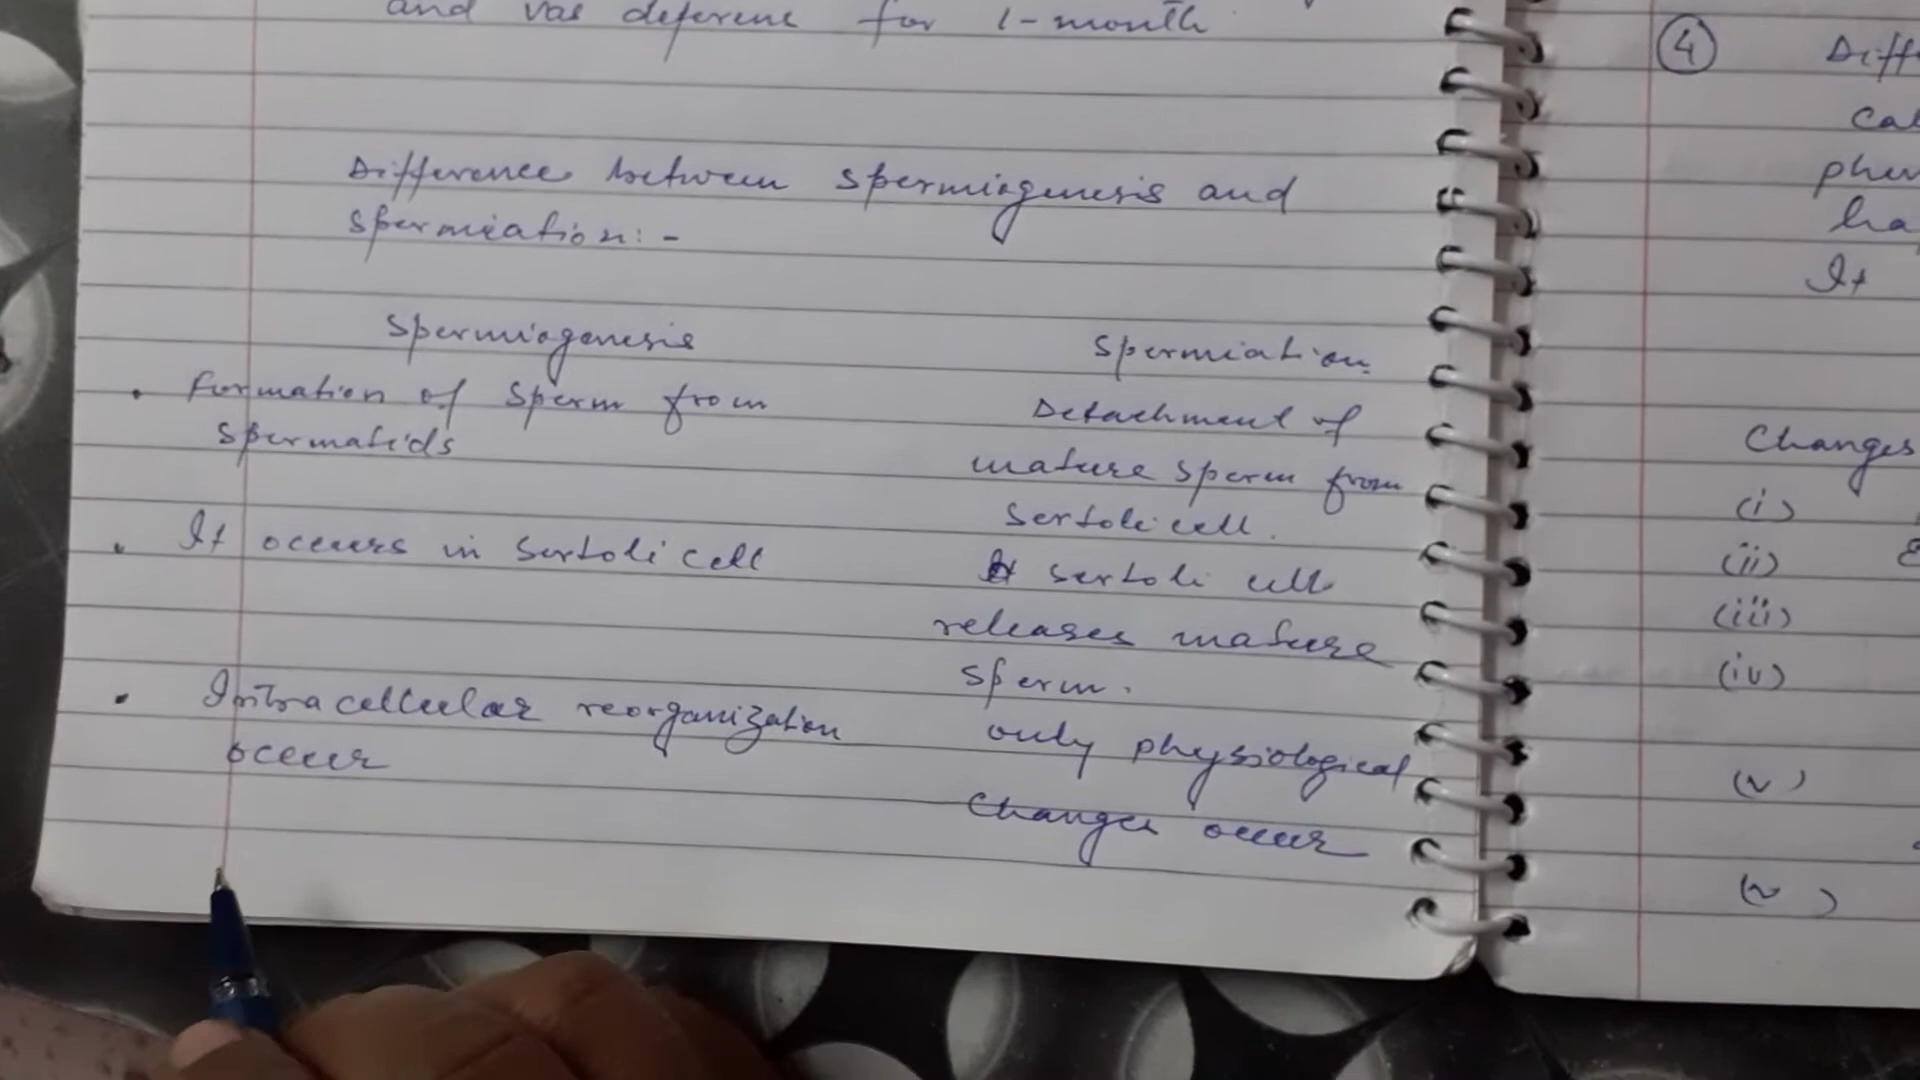 and vas deferens for 1-month
Difference between spermiogenesis and
spermiation:-
Spermiogenesis
Formation of sperm from
spermatids
It occurs in sertoli cell
Intracellular reorganization
occur
Spermiation
Detachment of
mature sperm from
sertoli cell.
sertoli cell
releases mature
sperm.
only physiological
Changes occur
4
It
Changes
(i)
(ii)
(iii)
(iv)
(v)
(v)